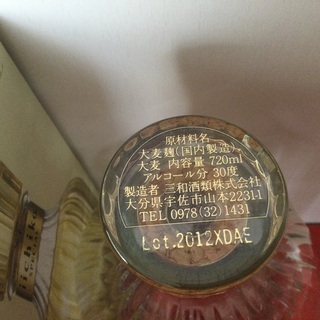 原材料名
大麦麹(国内製造)、
大麦 内容量 720ml
アルコール分 30度
製造者 三和酒類株式会社
大分県宇佐市山本2231-1
TEL 0978(32)1431
Lot.2012XDAE